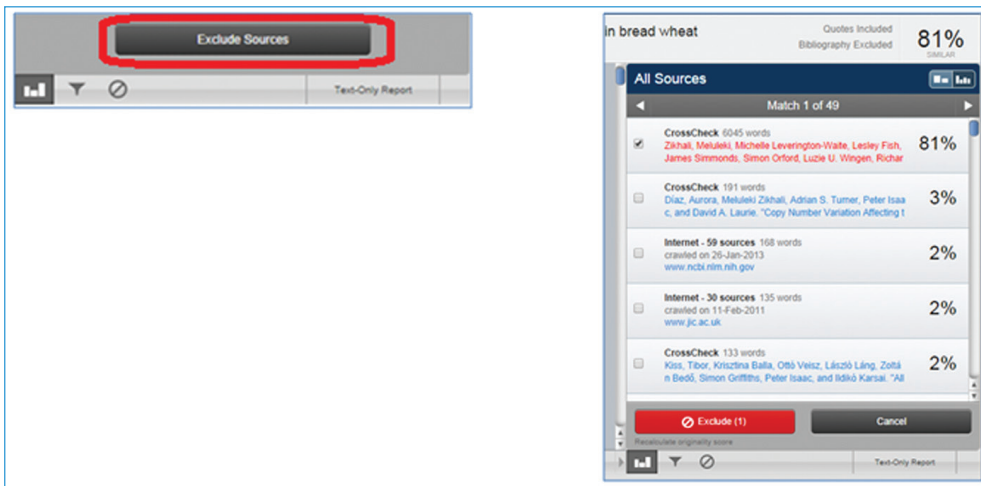 Exclude Sources
Text-Only Report
in bread wheat
Quotes Included
Bibliography Excluded
81%
SIMILAR
All Sources
Match 1 of 49
CrossCheck 6045 words
Zikhali, Meluleki, Michelle Leverington-Waite, Lesley Fish,
James Simmonds, Simon Orford, Luzie U. Wingen, Richar
81%
CrossCheck 191 words
Díaz, Aurora, Meluleki Zikhali, Adrian S. Turner, Peter Isaa
c, and David A. Laurie. "Copy Number Variation Affecting t
3%
Internet - 59 sources 168 words
crawled on 26-Jan-2013
www.ncbi.nlm.nih.gov
2%
Internet - 30 sources 135 words
crawled on 11-Feb-2011
www.jic.ac.uk
2%
CrossCheck 133 words
Kiss, Tibor, Krisztina Balla, Ottó Veisz, László Láng, Zoltá
n Bedő, Simon Griffiths, Peter Isaac, and Ildikó Karsai. "All
2%
Exclude (1)
Cancel
Recalculate originality score
Text-Only Report